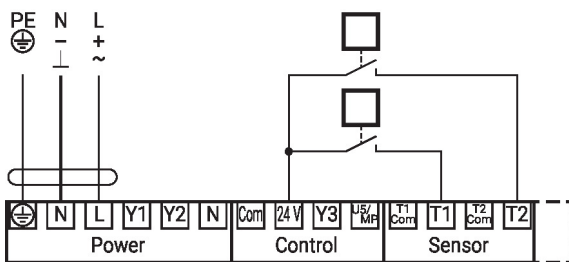 PE N L
− +
⊥ ~
N L Y1 Y2 N Com 24 V Y3 U5/MP T1 Com T1 T2 Com T2
Power Control Sensor